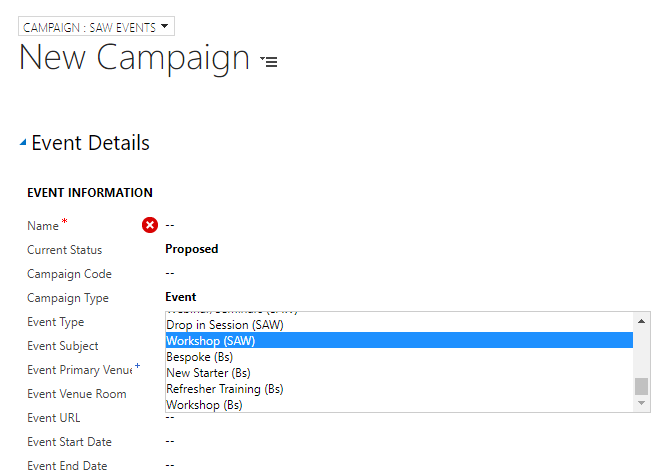 CAMPAIGN : SAW EVENTS
New Campaign
Event Details
EVENT INFORMATION
Name * --
Current Status Proposed
Campaign Code --
Campaign Type Event
Event Type
Drop in Session (SAW)
Workshop (SAW)
Event Subject
Bespoke (Bs)
Event Primary Venue +
New Starter (Bs)
Refresher Training (Bs)
Event Venue Room
Workshop (Bs)
Event URL --
Event Start Date --
Event End Date --